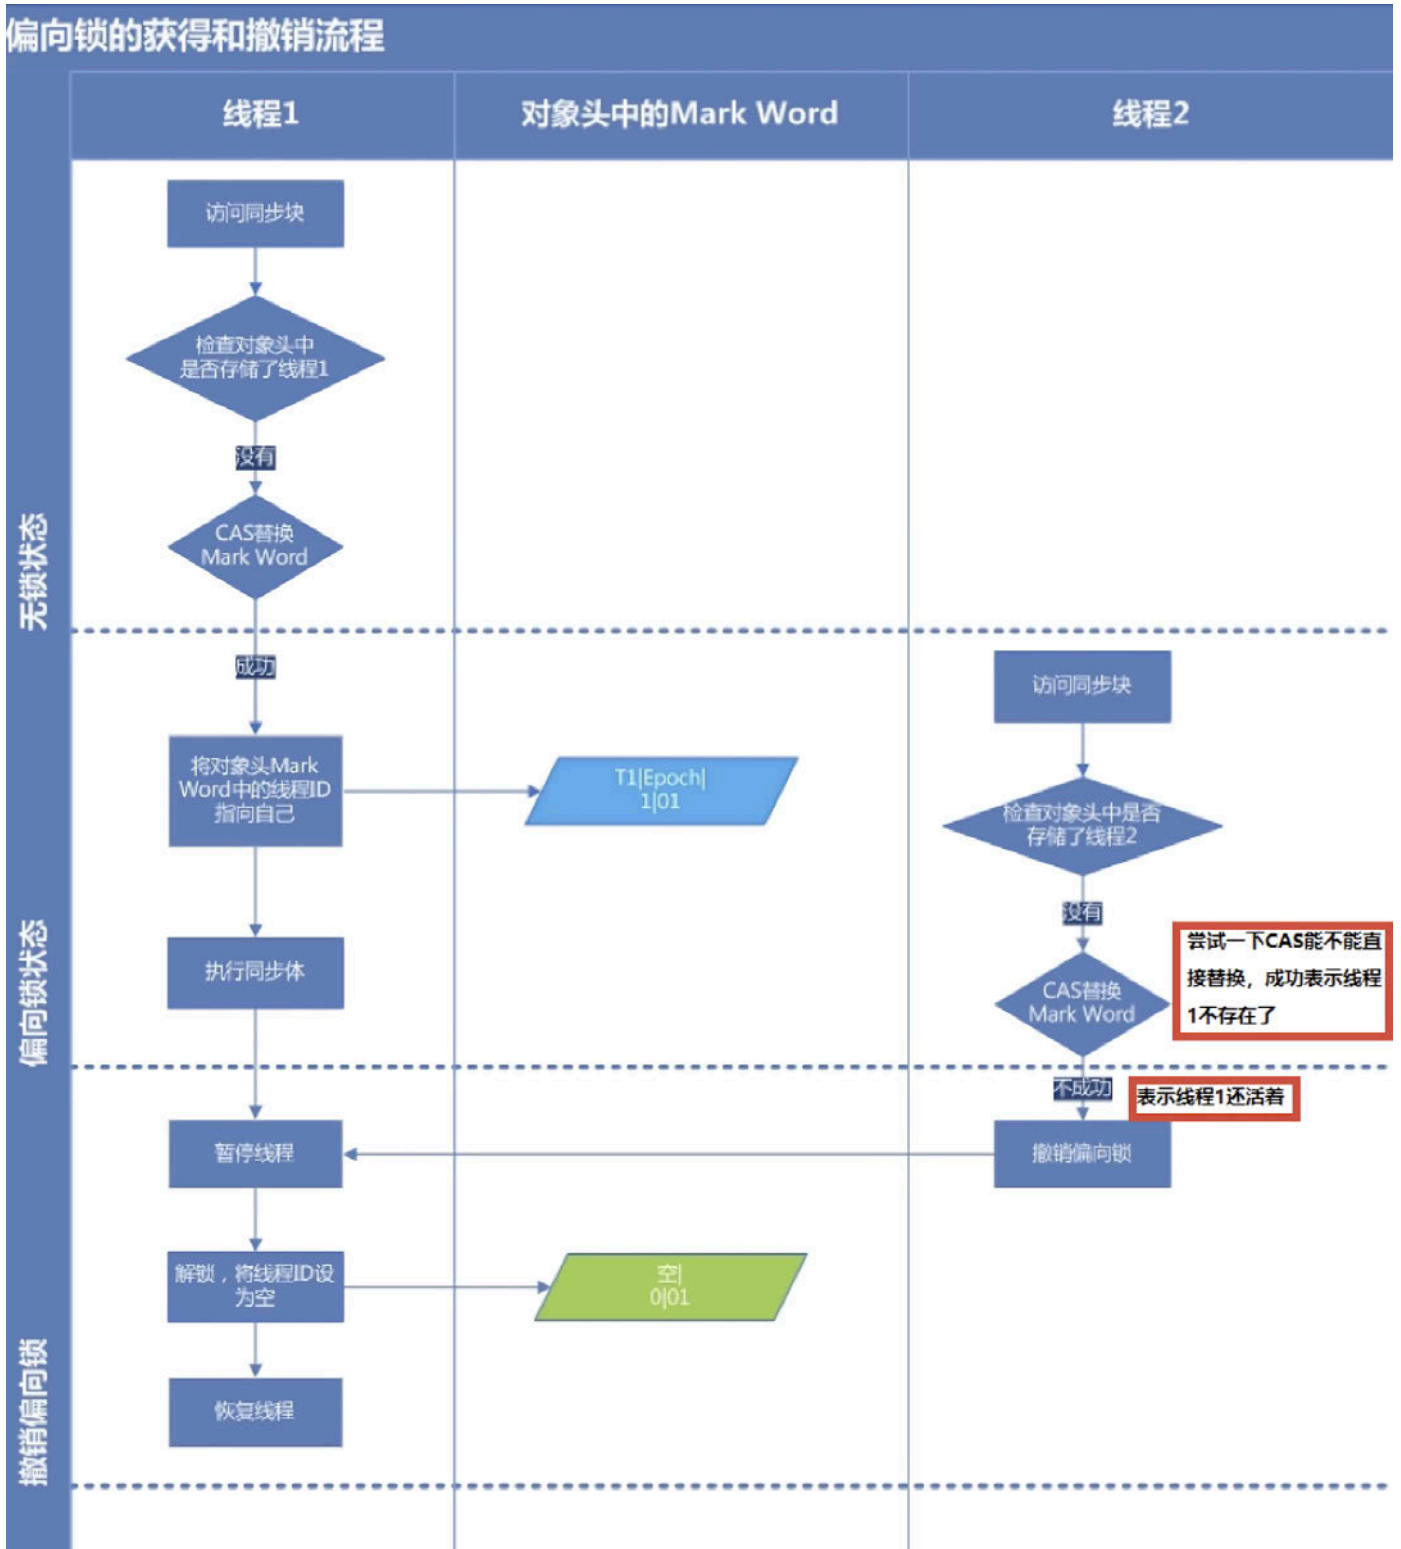 偏向锁的获得和撤销流程
线程1
对象头中的Mark Word
线程2
无锁状态
访问同步块
检查对象头中
是否存储了线程1
没有
CAS替换
Mark Word
偏向锁状态
成功
将对象头Mark
Word中的线程ID
指向自己
T1|Epoch|
1|01
执行同步体
访问同步块
检查对象头中是否
存储了线程2
没有
CAS替换
Mark Word
尝试一下CAS能不能直
接替换，成功表示线程
1不存在了
撤销偏向锁
不成功
表示线程1还活着
撤销偏向锁
暂停线程
解锁，将线程ID设
为空
空|
0|01
恢复线程